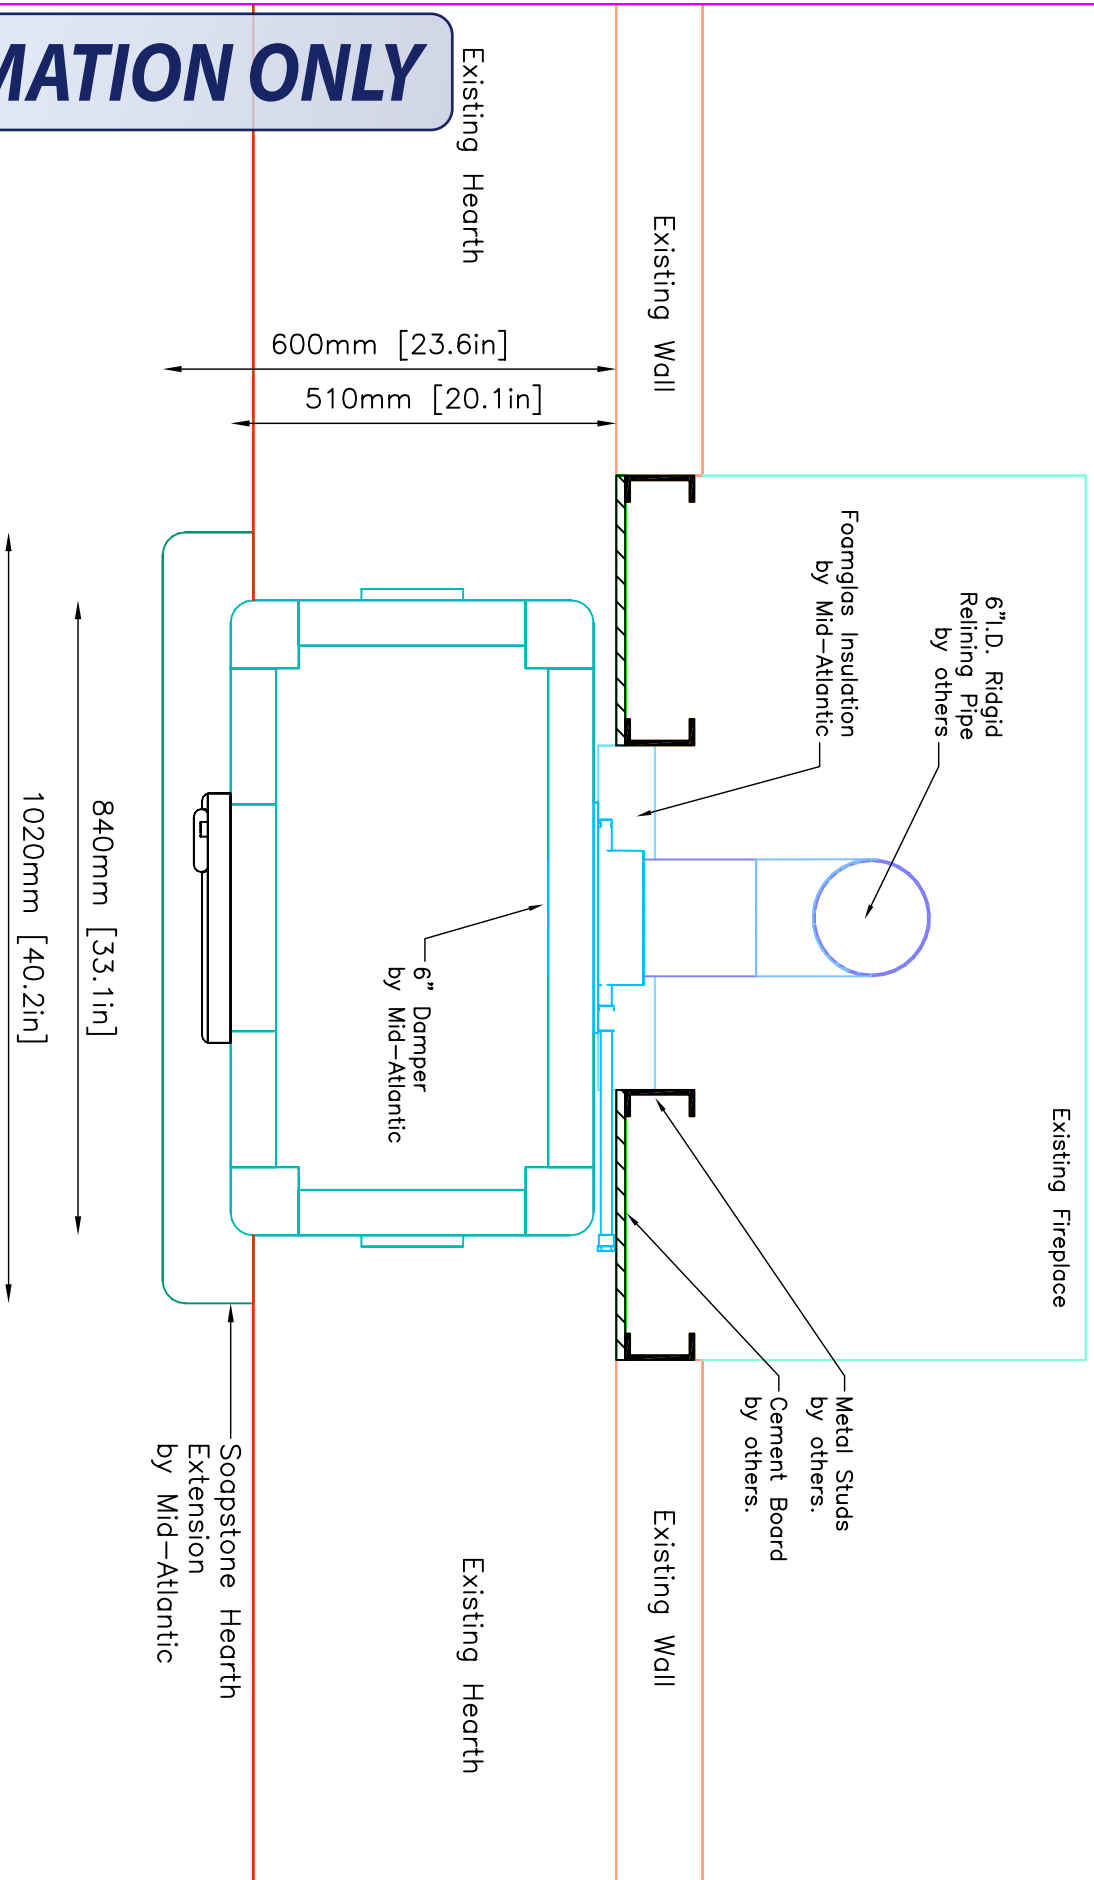 MATION ONLY
Existing Hearth
Existing Wall
600mm [23.6in]
510mm [20.1in]
Foamglas Insulation
by Mid-Atlantic
6"I.D. Ridgid
Relining Pipe
by others
6" Damper
by Mid-Atlantic
840mm [33.1in]
1020mm [40.2in]
Existing Fireplace
Metal Studs
by others.
Cement Board
by others.
Soapstone Hearth
Extension
by Mid-Atlantic
Existing Wall
Existing Hearth